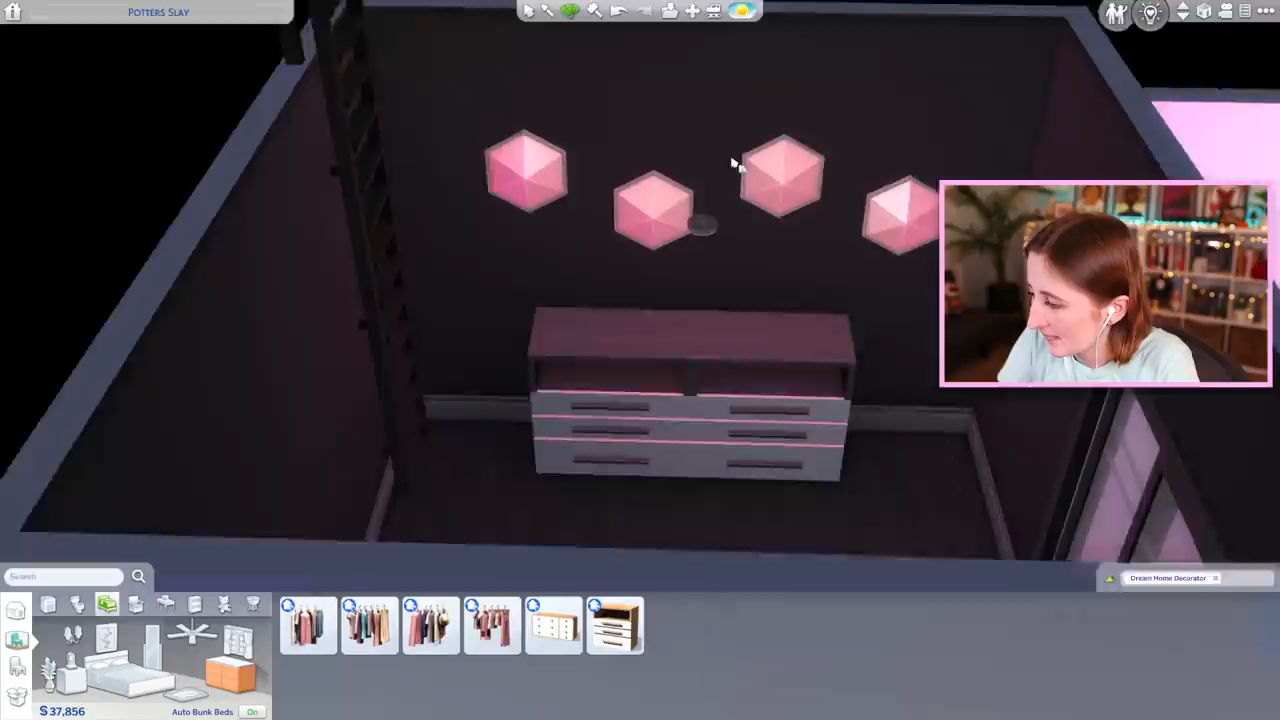 POTTERS SLAY
Search
Dream Home Decorator
§37,856
Auto Bunk Beds
On